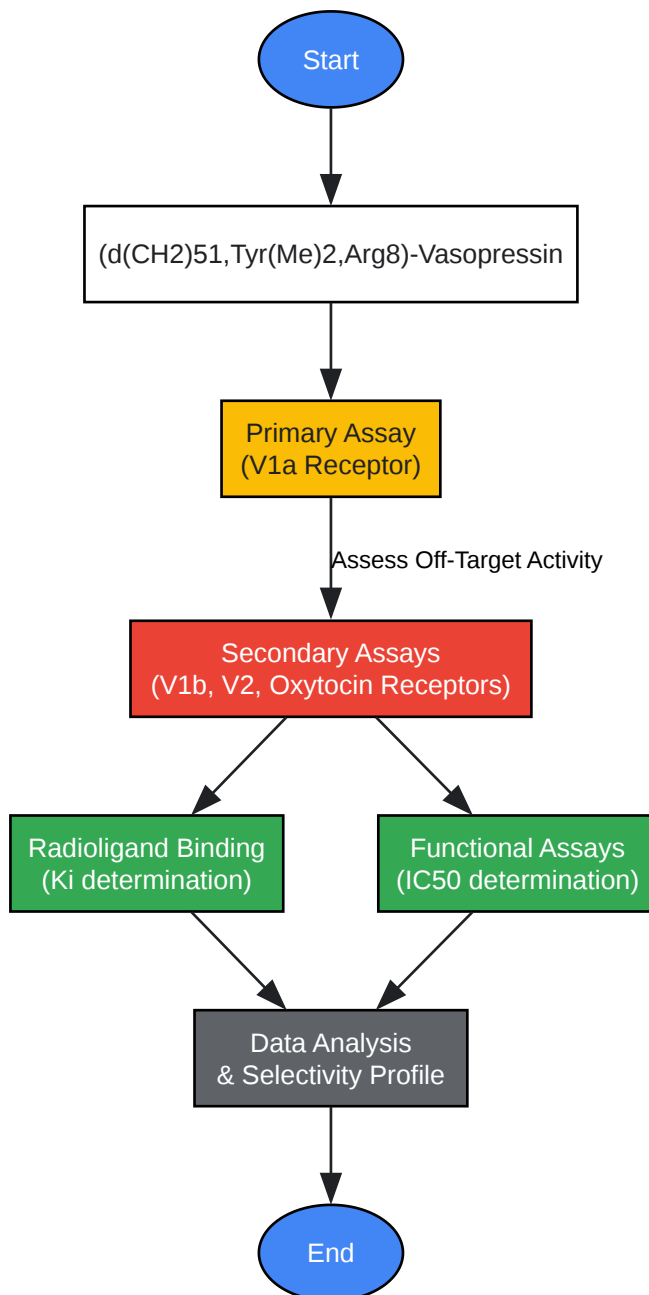 Start
(d(CH2)51,Tyr(Me)2,Arg8)-Vasopressin
Primary Assay
(V1a Receptor)
Assess Off-Target Activity
Secondary Assays
(V1b, V2, Oxytocin Receptors)
Radioligand Binding
(Ki determination)
Functional Assays
(IC50 determination)
Data Analysis
& Selectivity Profile
End